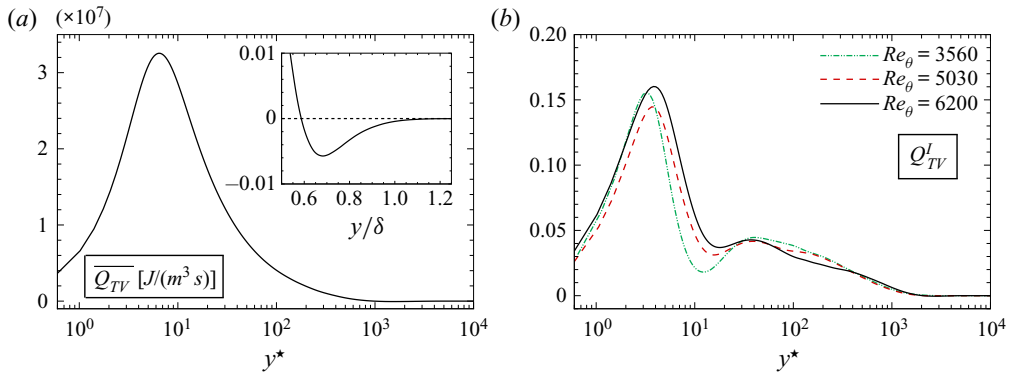 (a) (×10⁷)
3
2
1
0
10⁰ 10¹ 10² 10³ 10⁴
y⋆
Q_TV [J/(m³ s)]
0.01
0
−0.01
0.6 0.8 1.0 1.2
y/δ
(b)
0.20
0.15
0.10
0.05
0
10⁰ 10¹ 10² 10³ 10⁴
y⋆
Re_θ = 3560
Re_θ = 5030
Re_θ = 6200
Q^I_TV